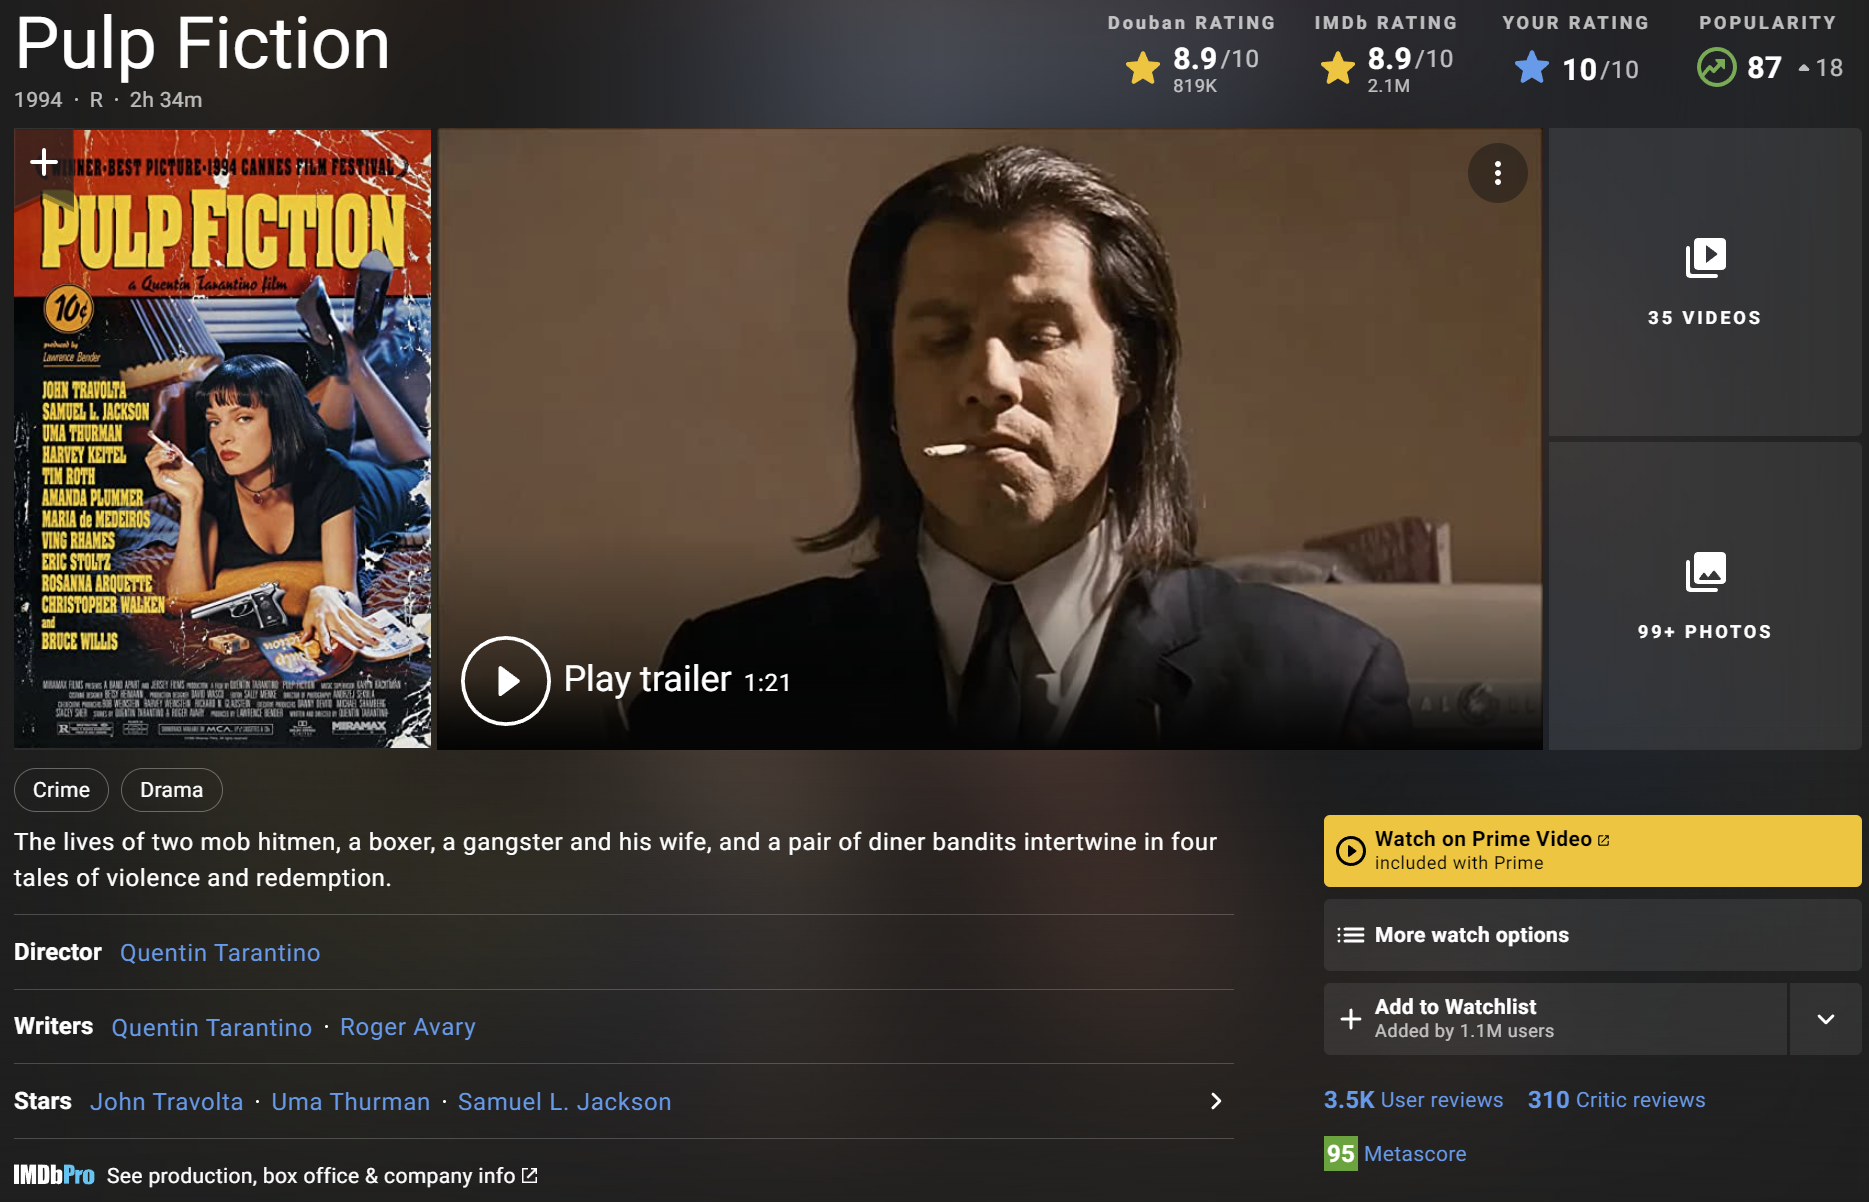 Pulp Fiction
1994 · R · 2h 34m
Douban RATING
8.9/10
819K
IMDb RATING
8.9/10
2.1M
YOUR RATING
10/10
POPULARITY
87 18
WINNER·BEST PICTURE·1994 CANNES FILM FESTIVAL
PULP FICTION
a Quentin Tarantino film
10¢
produced by
Lawrence Bender
JOHN TRAVOLTA
SAMUEL L. JACKSON
UMA THURMAN
HARVEY KEITEL
TIM ROTH
AMANDA PLUMMER
MARIA de MEDEIROS
VING RHAMES
ERIC STOLTZ
ROSANNA ARQUETTE
CHRISTOPHER WALKEN
and
BRUCE WILLIS
MIRAMAX
Play trailer 1:21
35 VIDEOS
99+ PHOTOS
Crime
Drama
The lives of two mob hitmen, a boxer, a gangster and his wife, and a pair of diner bandits intertwine in four
tales of violence and redemption.
Director Quentin Tarantino
Writers Quentin Tarantino · Roger Avary
Stars John Travolta · Uma Thurman · Samuel L. Jackson
IMDbPro See production, box office & company info
Watch on Prime Video
included with Prime
More watch options
Add to Watchlist
Added by 1.1M users
3.5K User reviews 310 Critic reviews
95 Metascore